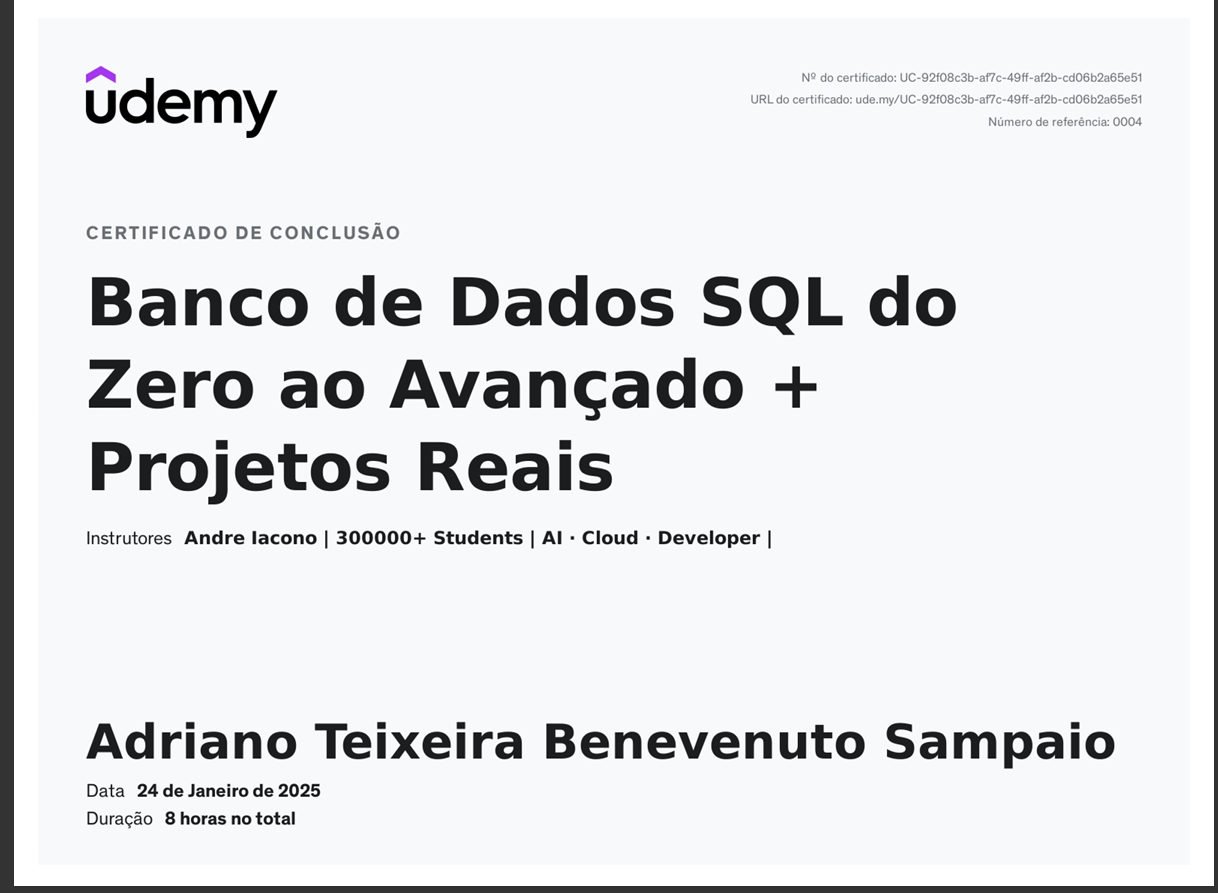 udemy
Nº do certificado: UC-92f08c3b-af7c-49ff-af2b-cd06b2a65e51
URL do certificado: ude.my/UC-92f08c3b-af7c-49ff-af2b-cd06b2a65e51
Número de referência: 0004
CERTIFICADO DE CONCLUSÃO
Banco de Dados SQL do
Zero ao Avançado +
Projetos Reais
Instrutores Andre Iacono | 300000+ Students | AI · Cloud · Developer |
Adriano Teixeira Benevenuto Sampaio
Data 24 de Janeiro de 2025
Duração 8 horas no total